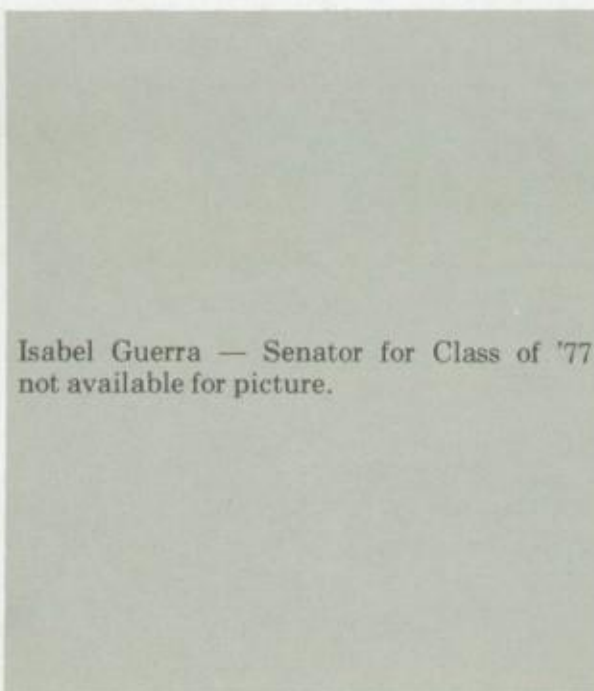 Isabel Guerra — Senator for Class of '77
not available for picture.